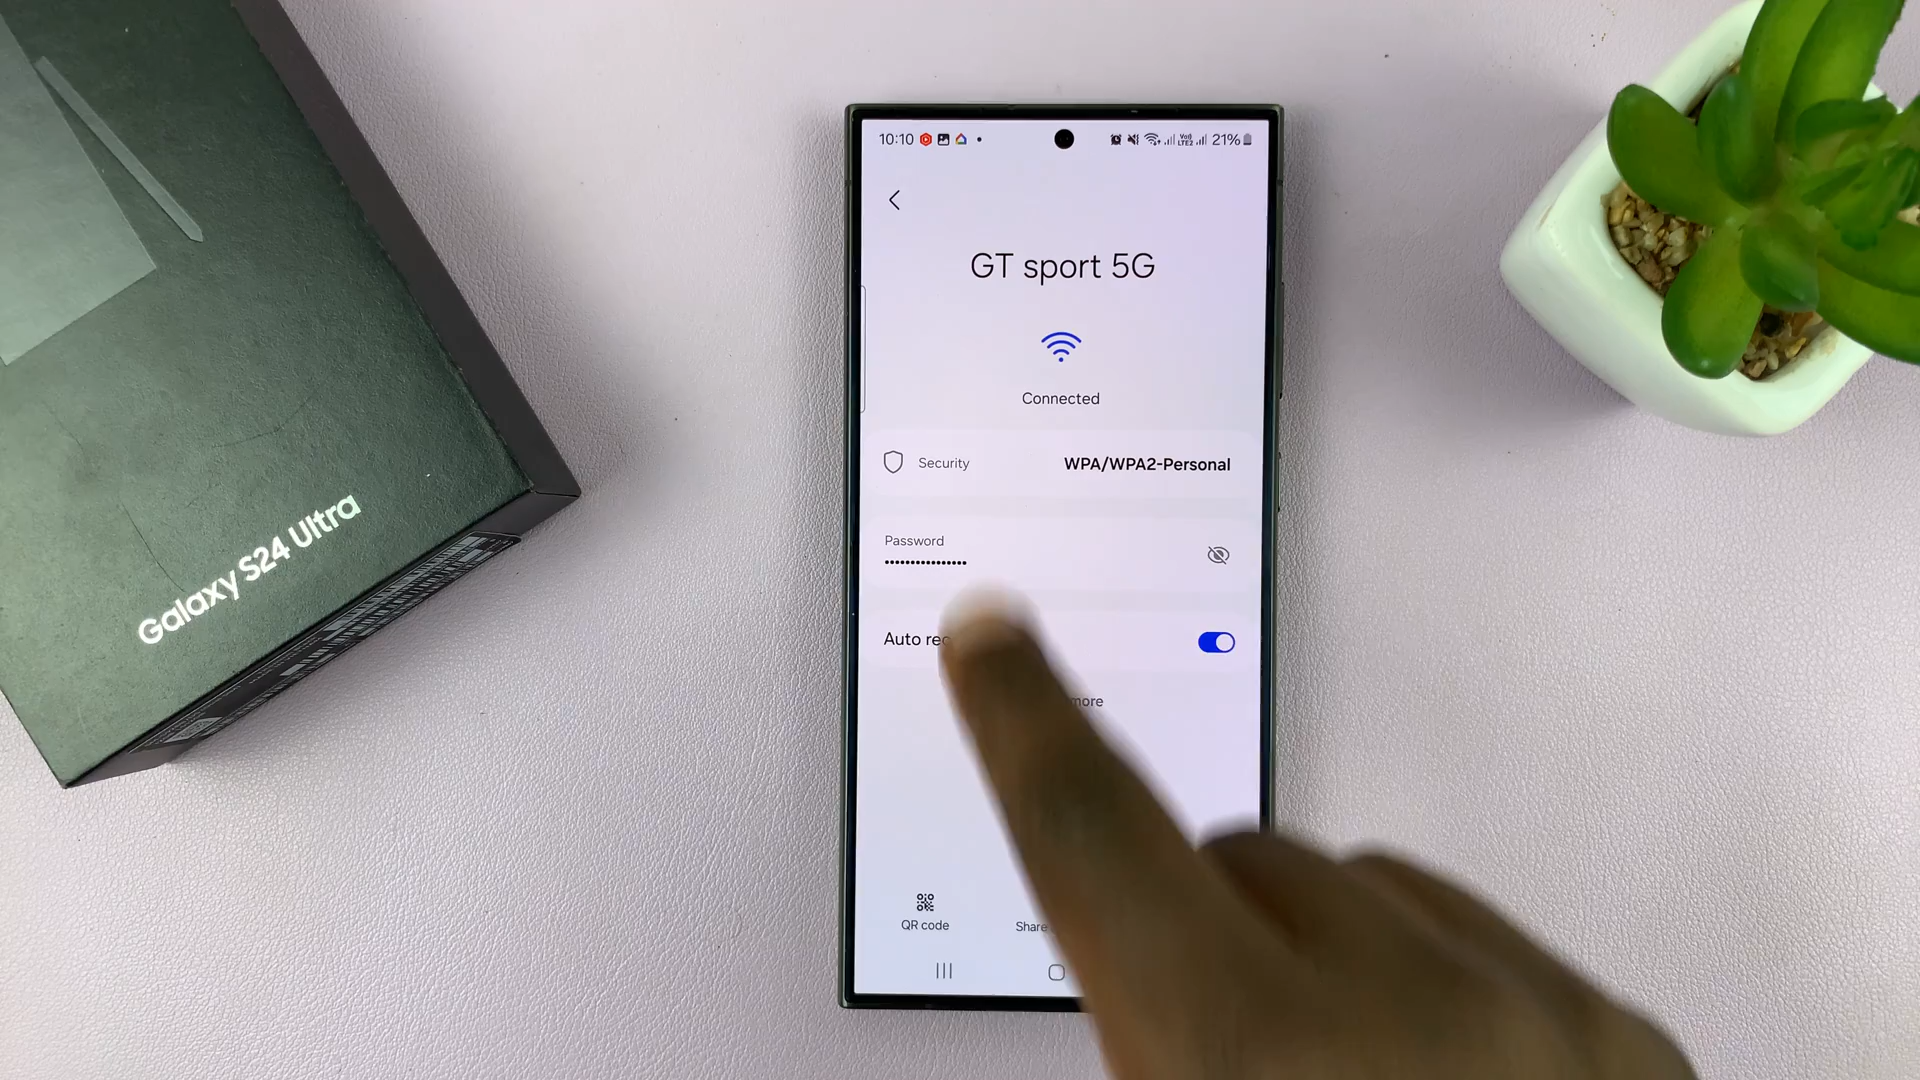 Galaxy S24 Ultra
10:10
21%
GT sport 5G
Connected
Security WPA/WPA2-Personal
Password
••••••••••••••••
Auto
more
QR code
Share